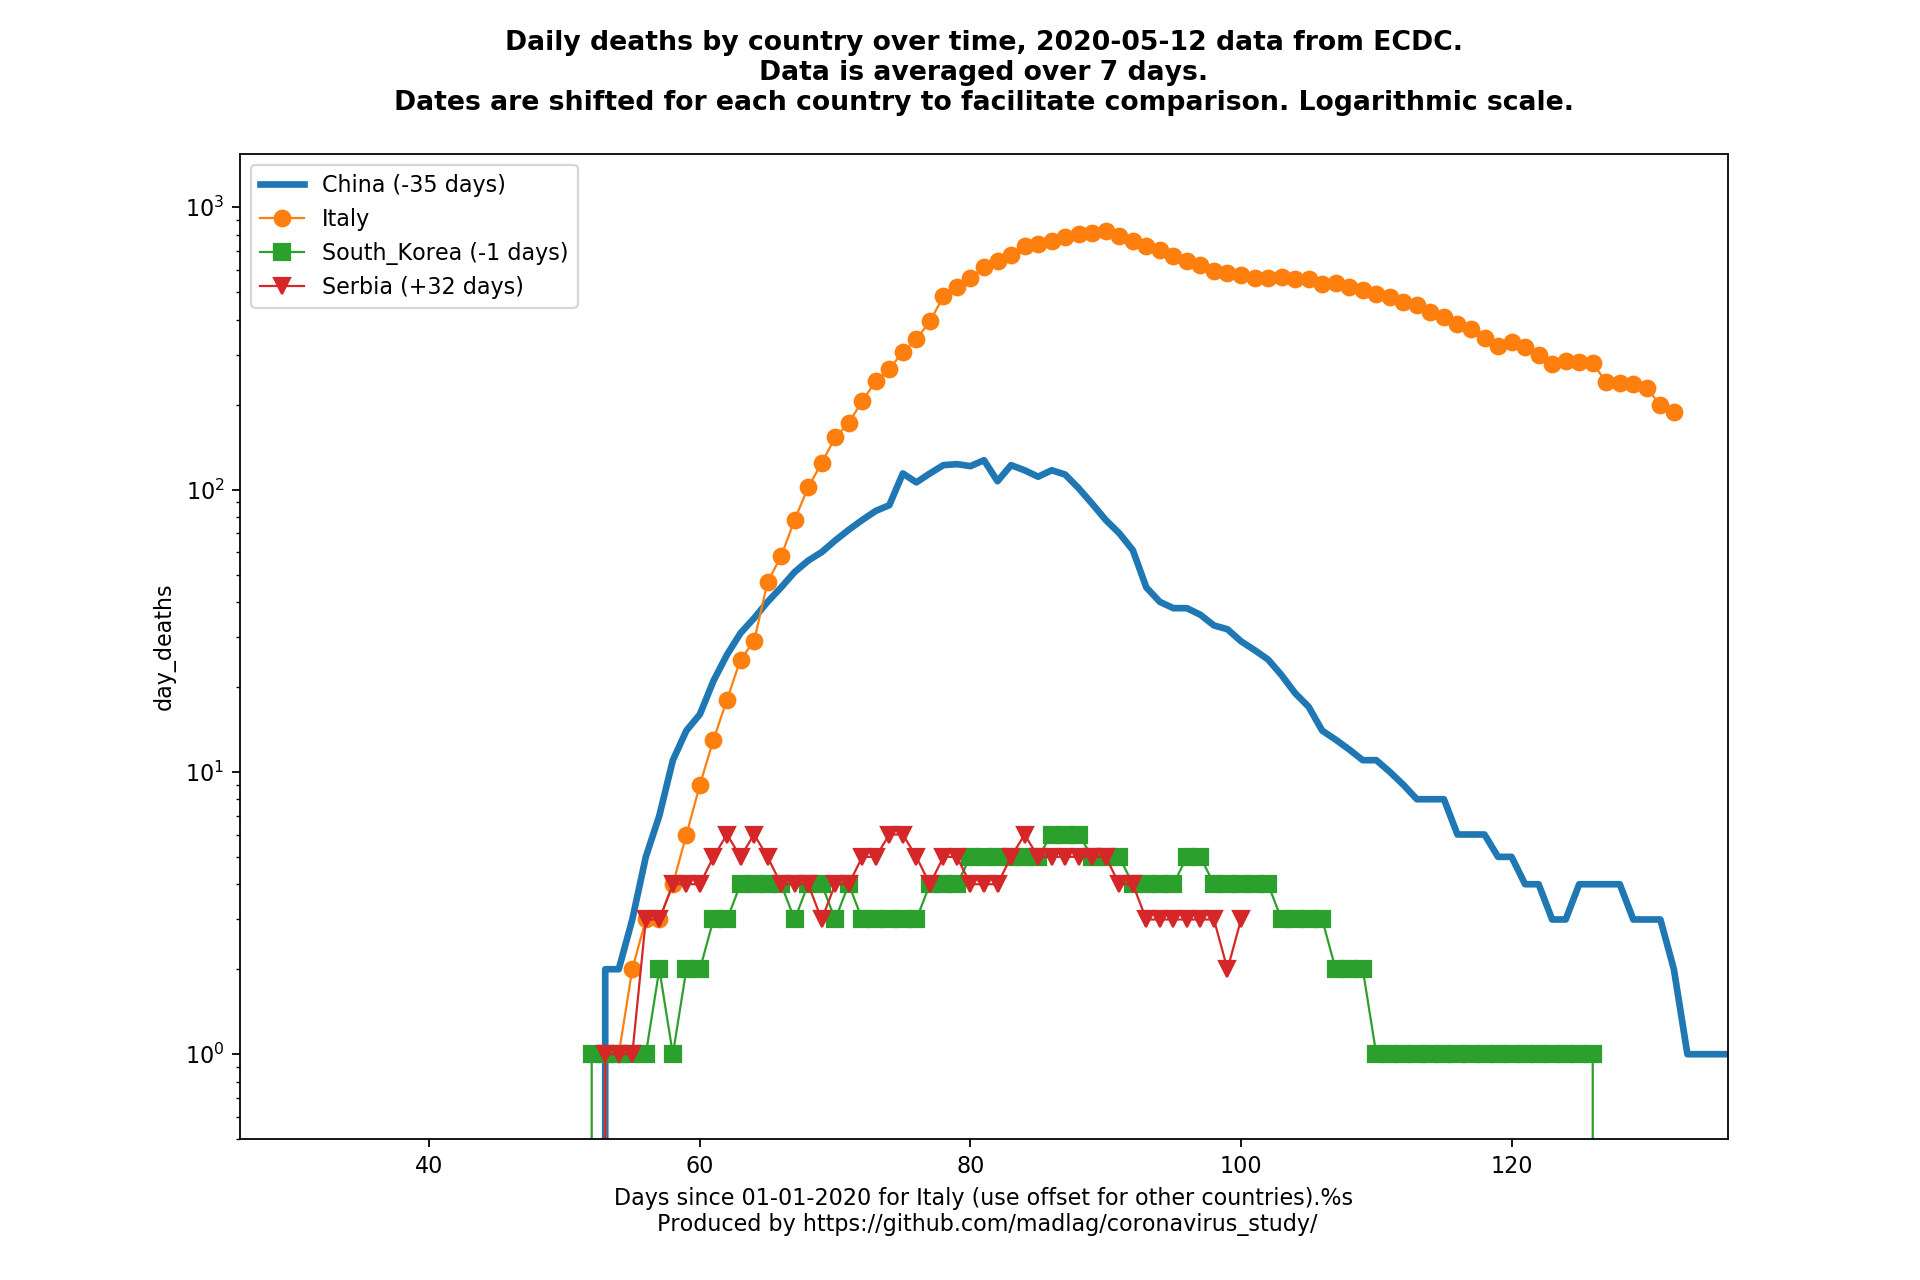 Daily deaths by country over time, 2020-05-12 data from ECDC.
Data is averaged over 7 days.
Dates are shifted for each country to facilitate comparison. Logarithmic scale.
China (-35 days)
Italy
South_Korea (-1 days)
Serbia (+32 days)
10³
10²
10¹
10⁰
day_deaths
40 60 80 100 120
Days since 01-01-2020 for Italy (use offset for other countries).%s
Produced by https://github.com/madlag/coronavirus_study/